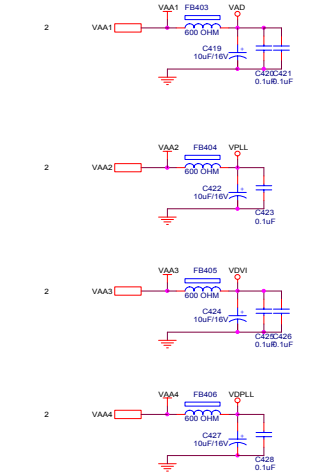 VAA1 FB403 VAD
2 VAA1
600 OHM
C419
10uF/16V
+
C420 C421
0.1uF 0.1uF
VAA2 FB404 VPLL
2 VAA2
600 OHM
C422
10uF/16V
+
C423
0.1uF
VAA3 FB405 VDVI
2 VAA3
600 OHM
C424
10uF/16V
+
C425 C426
0.1uF 0.1uF
VAA4 FB406 VDPLL
2 VAA4
600 OHM
C427
10uF/16V
+
C428
0.1uF